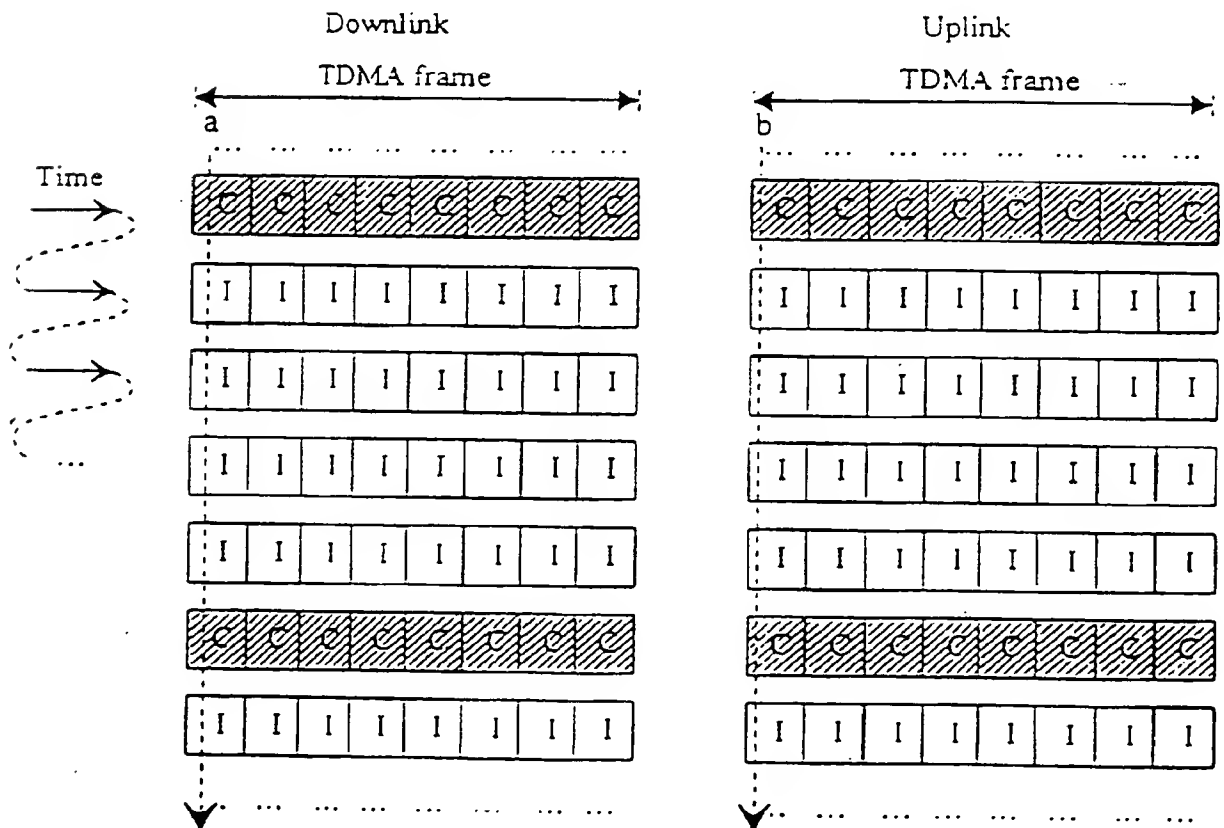 Downlink Uplink
TDMA frame TDMA frame
a b
... ... ... ... ... ... ... ... ... ... ... ... ... ... ... ...
Time
C C C C C C C C C C C C C C C C
I I I I I I I I I I I I I I I I
I I I I I I I I I I I I I I I I
I I I I I I I I I I I I I I I I
...
I I I I I I I I I I I I I I I I
C C C C C C C C C C C C C C C C
I I I I I I I I I I I I I I I I
... ... ... ... ... ... ... ... ... ... ... ... ... ... ... ...